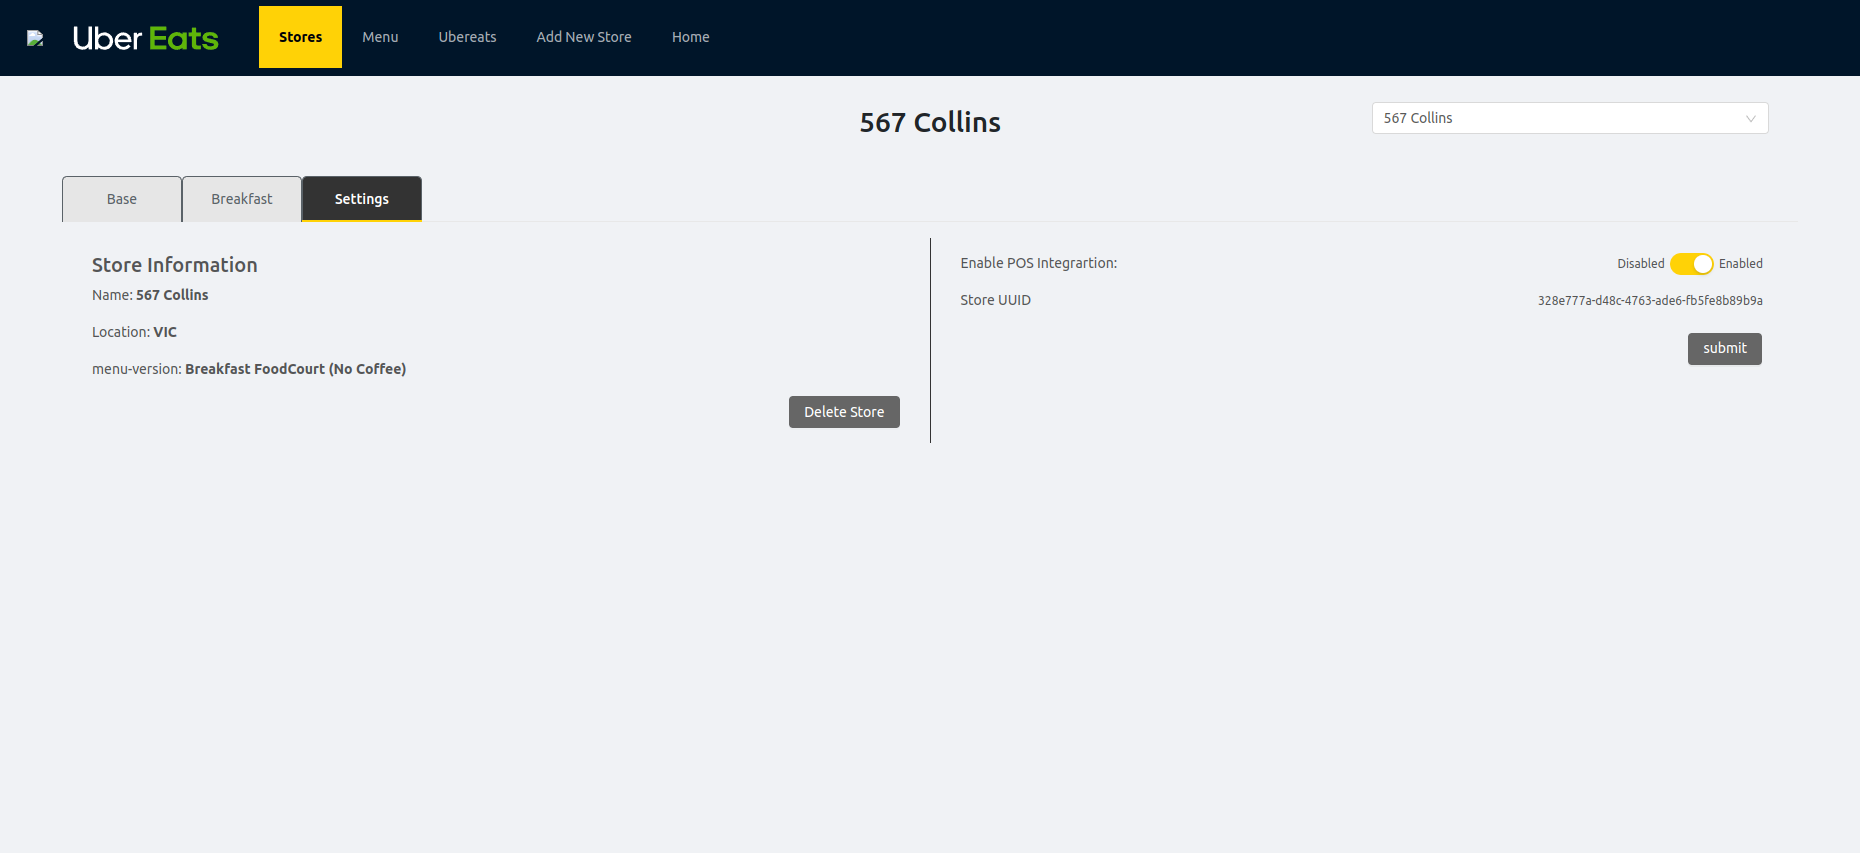 Uber Eats Stores Menu Ubereats Add New Store Home
567 Collins
567 Collins
Base Breakfast Settings
Store Information
Name: 567 Collins
Location: VIC
menu-version: Breakfast FoodCourt (No Coffee)
Delete Store
Enable POS Integrartion: Disabled Enabled
Store UUID 328e777a-d48c-4763-ade6-fb5fe8b89b9a
submit